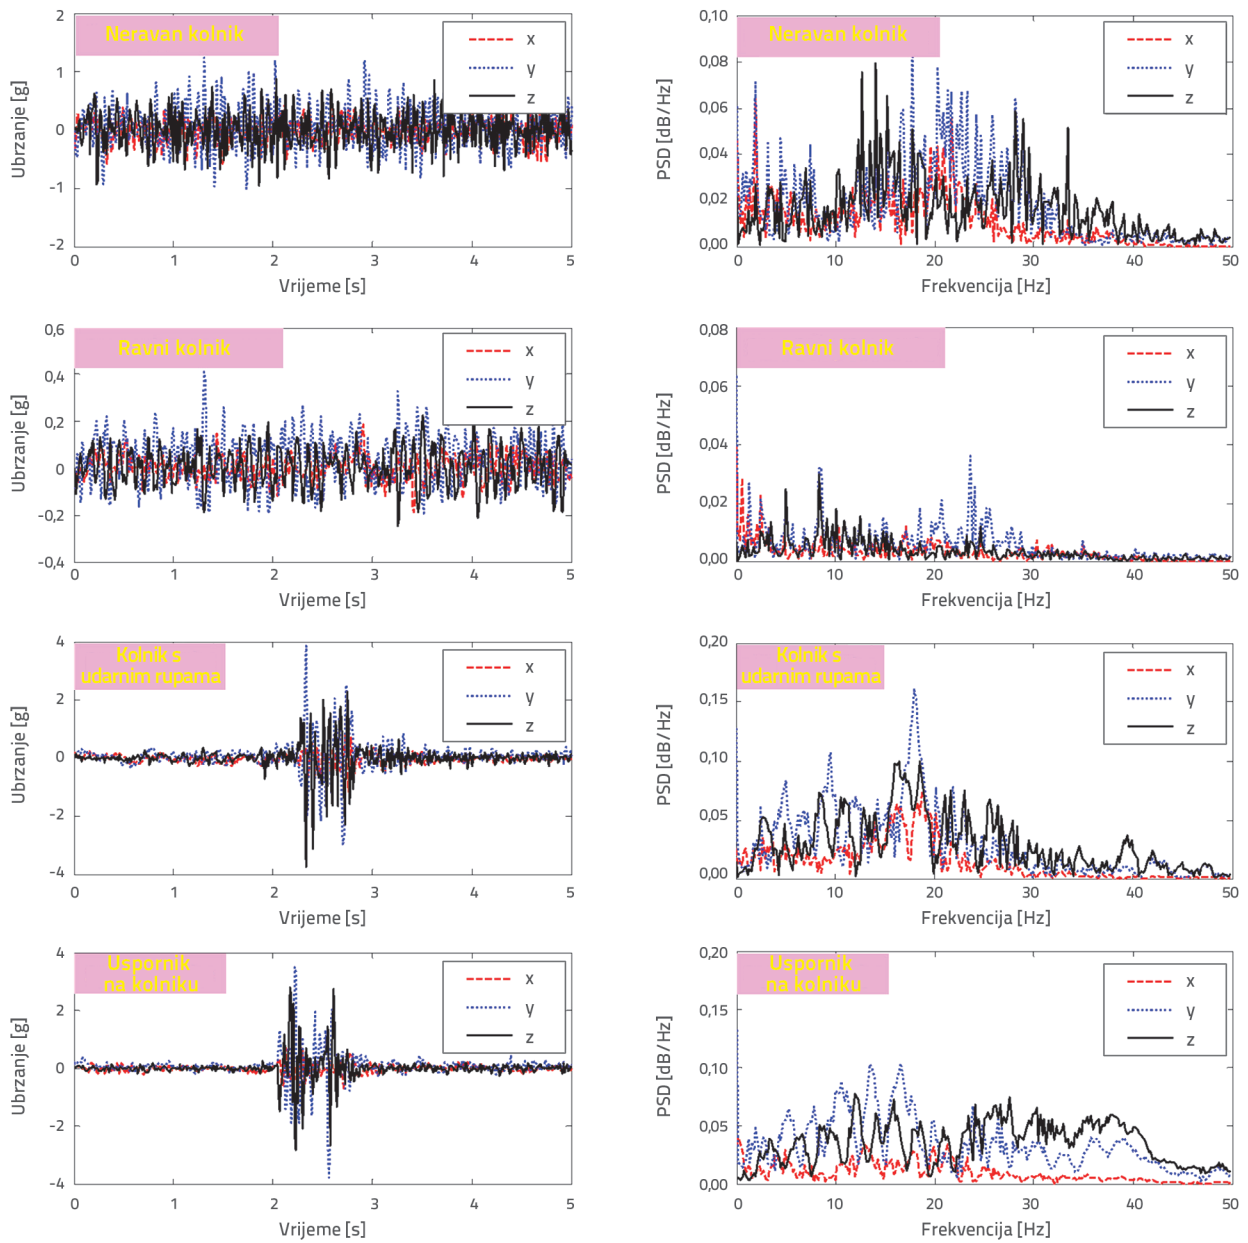 Neravan kolnik
x
y
z
2
1
0
-1
-2
Ubrzanje [g]
0 1 2 3 4 5
Vrijeme [s]
Neravan kolnik
x
y
z
0,10
0,08
0,06
0,04
0,02
0,00
PSD [dB/Hz]
0 10 20 30 40 50
Frekvencija [Hz]
Ravni kolnik
x
y
z
0,6
0,4
0,2
0
-0,2
-0,4
Ubrzanje [g]
0 1 2 3 4 5
Vrijeme [s]
Ravni kolnik
x
y
z
0,08
0,06
0,04
0,02
0,00
PSD [dB/Hz]
0 10 20 30 40 50
Frekvencija [Hz]
Kolnik s
udarnim rupama
x
y
z
4
2
0
-2
-4
Ubrzanje [g]
0 1 2 3 4 5
Vrijeme [s]
Kolnik s
udarnim rupama
x
y
z
0,20
0,15
0,10
0,05
0,00
PSD [dB/Hz]
0 10 20 30 40 50
Frekvencija [Hz]
Uspornik
na kolniku
x
y
z
4
2
0
-2
-4
Ubrzanje [g]
0 1 2 3 4 5
Vrijeme [s]
Uspornik
na kolniku
x
y
z
0,20
0,15
0,10
0,05
0,00
PSD [dB/Hz]
0 10 20 30 40 50
Frekvencija [Hz]